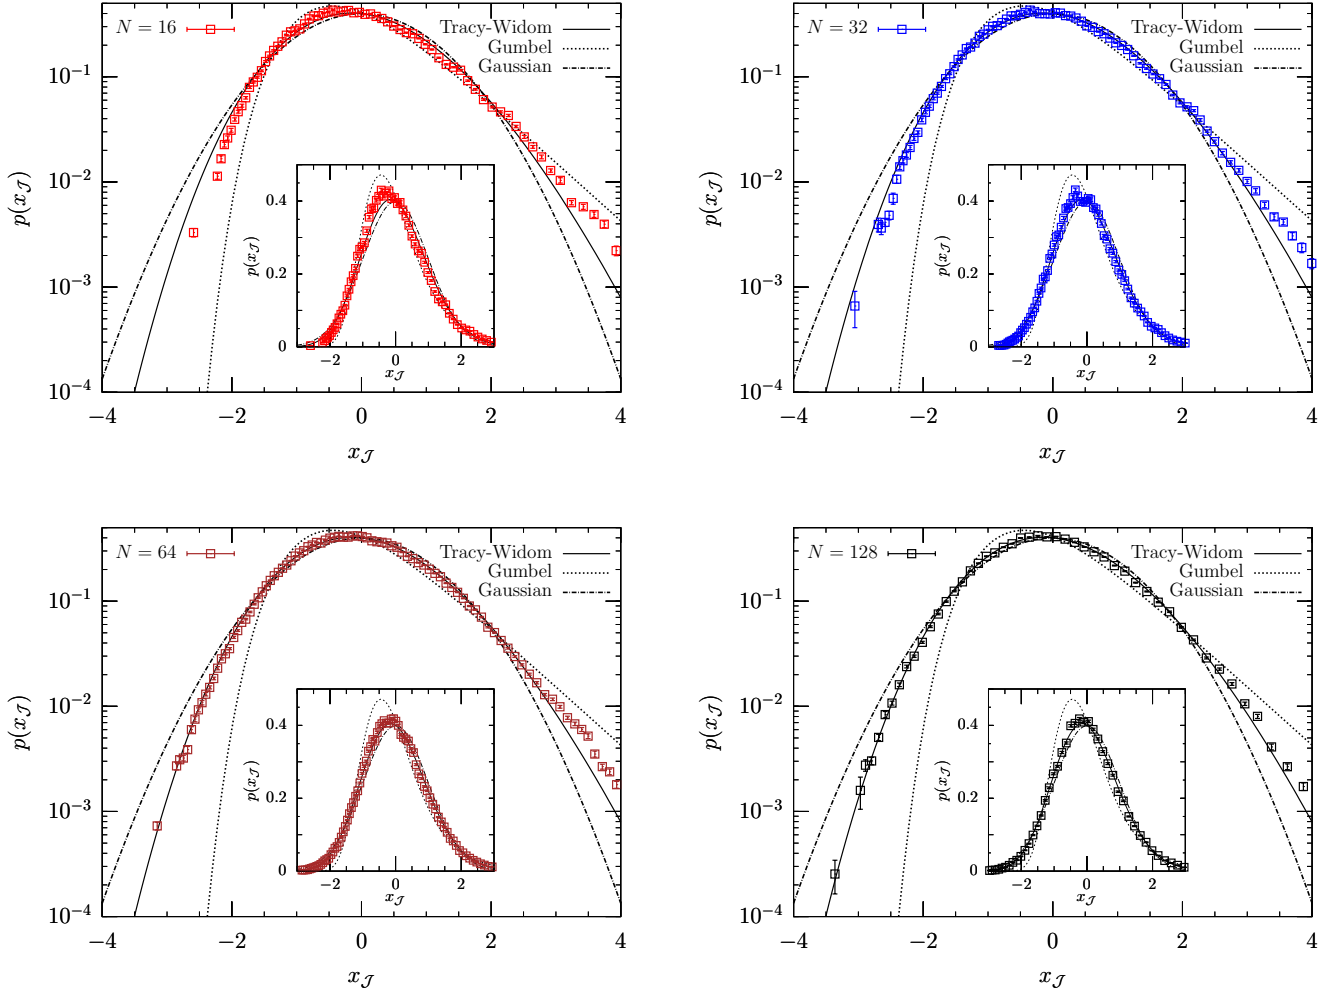 N = 16
Tracy-Widom
Gumbel
Gaussian
10⁻¹
10⁻²
10⁻³
10⁻⁴
p(x_𝒥)
−4 −2 0 2 4
x_𝒥
0.4
0.2
0
p(x_𝒥)
−2 0 2
x_𝒥
N = 32
Tracy-Widom
Gumbel
Gaussian
10⁻¹
10⁻²
10⁻³
10⁻⁴
p(x_𝒥)
−4 −2 0 2 4
x_𝒥
0.4
0.2
0
p(x_𝒥)
−2 0 2
x_𝒥
N = 64
Tracy-Widom
Gumbel
Gaussian
10⁻¹
10⁻²
10⁻³
10⁻⁴
p(x_𝒥)
−4 −2 0 2 4
x_𝒥
0.4
0.2
0
p(x_𝒥)
−2 0 2
x_𝒥
N = 128
Tracy-Widom
Gumbel
Gaussian
10⁻¹
10⁻²
10⁻³
10⁻⁴
p(x_𝒥)
−4 −2 0 2 4
x_𝒥
0.4
0.2
0
p(x_𝒥)
−2 0 2
x_𝒥